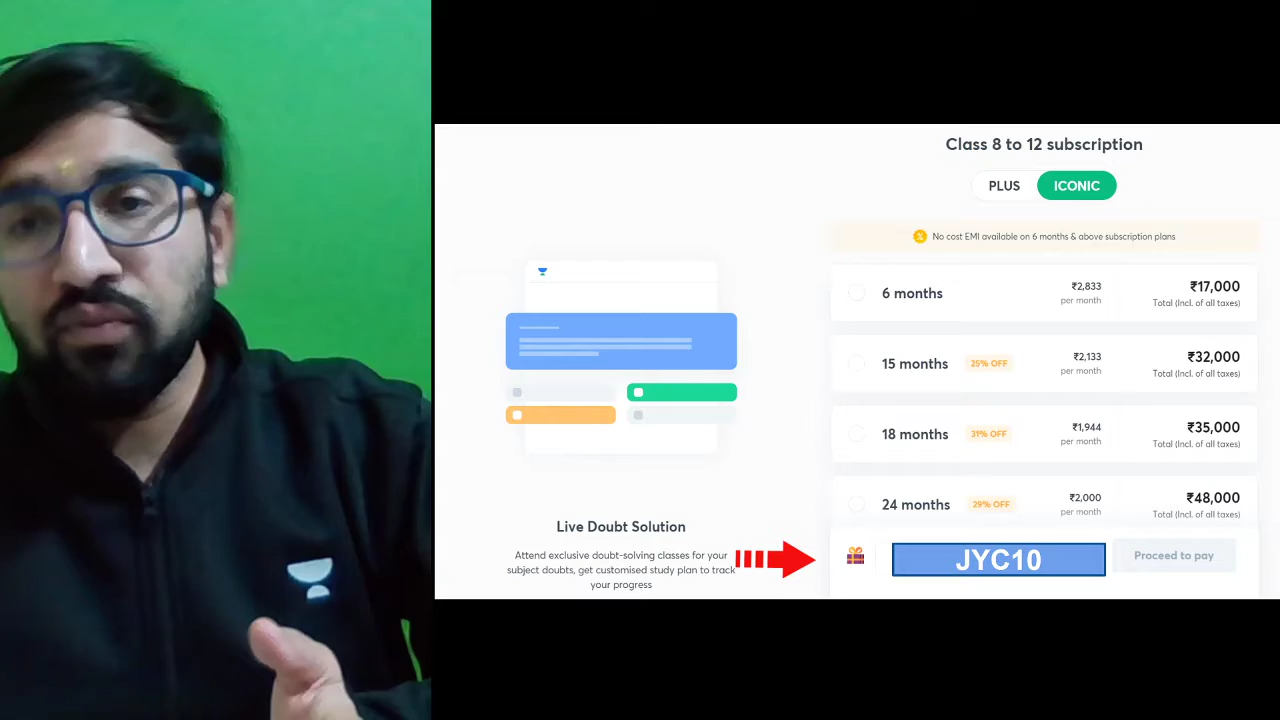 Class 8 to 12 subscription
PLUS ICONIC
No cost EMI available on 6 months & above subscription plans
6 months ₹2,833 per month ₹17,000 Total (Incl. of all taxes)
15 months 25% OFF ₹2,133 per month ₹32,000 Total (Incl. of all taxes)
18 months 31% OFF ₹1,944 per month ₹35,000 Total (Incl. of all taxes)
24 months 29% OFF ₹2,000 per month ₹48,000 Total (Incl. of all taxes)
Live Doubt Solution
Attend exclusive doubt-solving classes for your
subject doubts, get customised study plan to track
your progress
JYC10 Proceed to pay